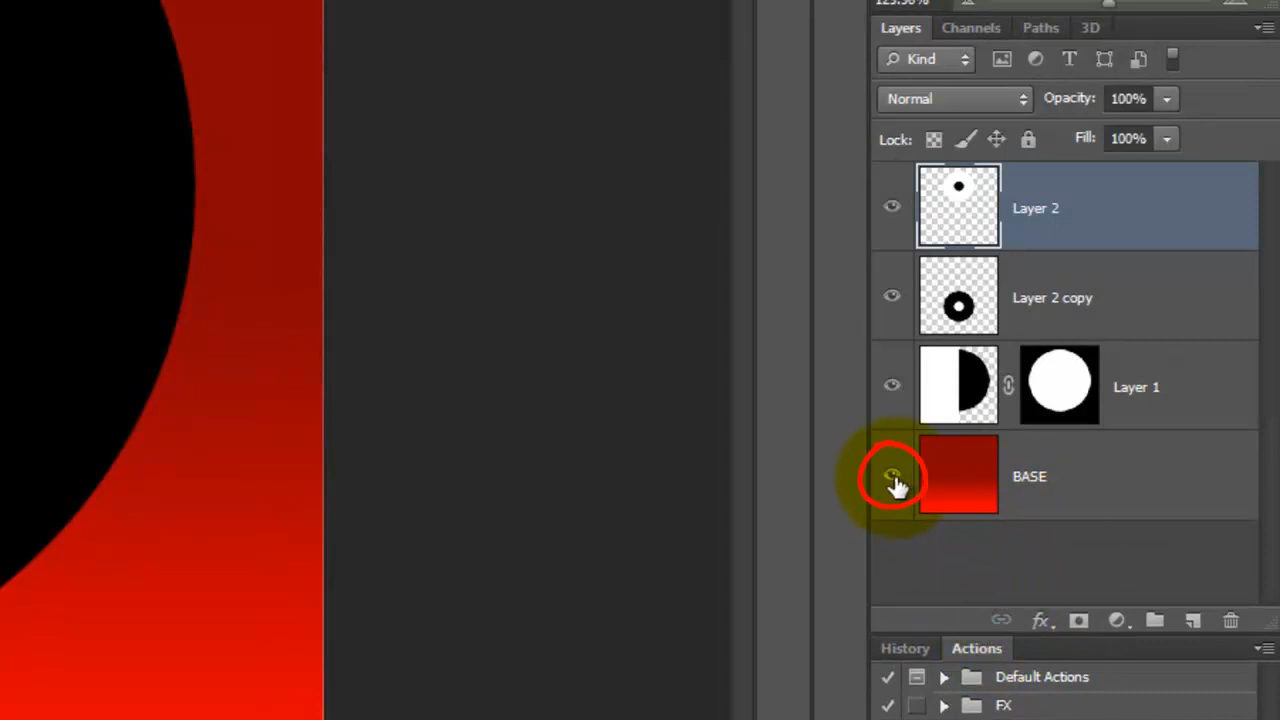 Layers Channels Paths 3D
Kind
Normal Opacity: 100%
Lock: Fill: 100%
Layer 2
Layer 2 copy
Layer 1
BASE
fx
History Actions
Default Actions
FX